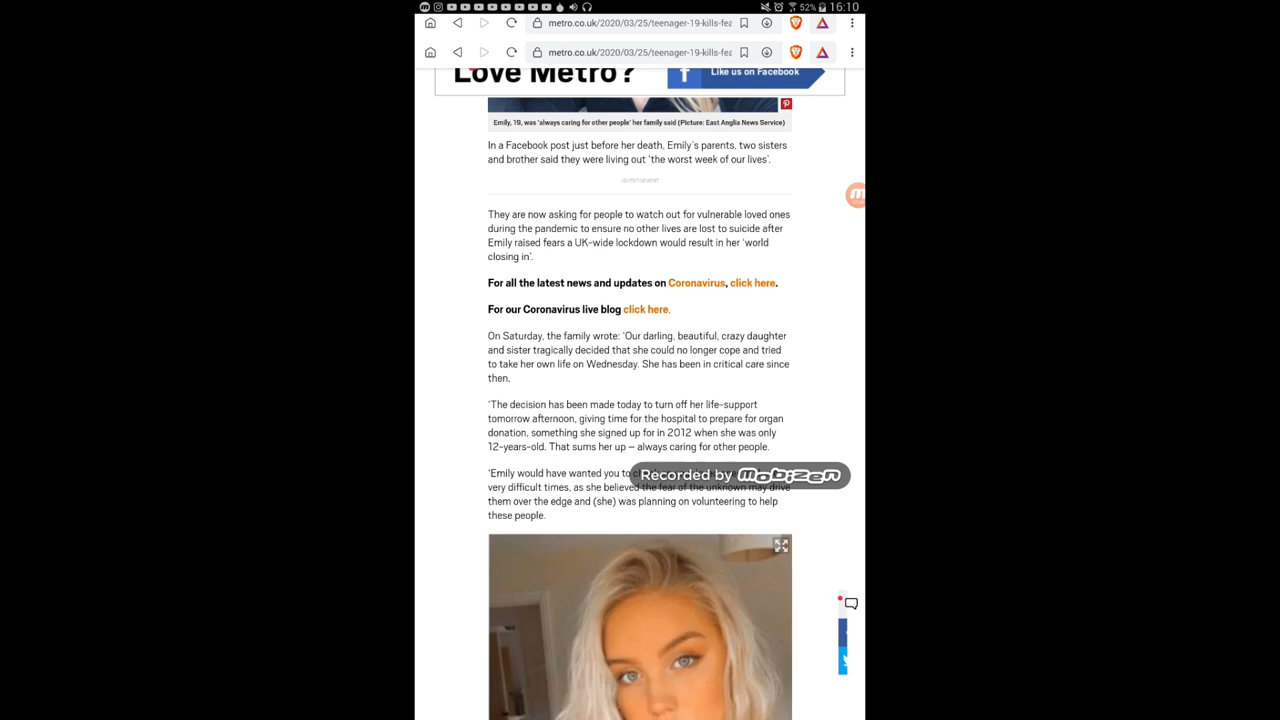 52% 16:10
metro.co.uk/2020/03/25/teenager-19-kills-fea
metro.co.uk/2020/03/25/teenager-19-kills-fea
Love Metro?
Like us on Facebook
Emily, 19, was 'always caring for other people' her family said (Picture: East Anglia News Service)
In a Facebook post just before her death, Emily's parents, two sisters
and brother said they were living out 'the worst week of our lives'.
ADVERTISEMENT
They are now asking for people to watch out for vulnerable loved ones
during the pandemic to ensure no other lives are lost to suicide after
Emily raised fears a UK-wide lockdown would result in her 'world
closing in'.
For all the latest news and updates on Coronavirus, click here.
For our Coronavirus live blog click here.
On Saturday, the family wrote: 'Our darling, beautiful, crazy daughter
and sister tragically decided that she could no longer cope and tried
to take her own life on Wednesday. She has been in critical care since
then.
'The decision has been made today to turn off her life-support
tomorrow afternoon, giving time for the hospital to prepare for organ
donation, something she signed up for in 2012 when she was only
12-years-old. That sums her up – always caring for other people.
'Emily would have wanted you to
Recorded by mobizen
very difficult times, as she believed the fear of the unknown may drive
them over the edge and (she) was planning on volunteering to help
these people.